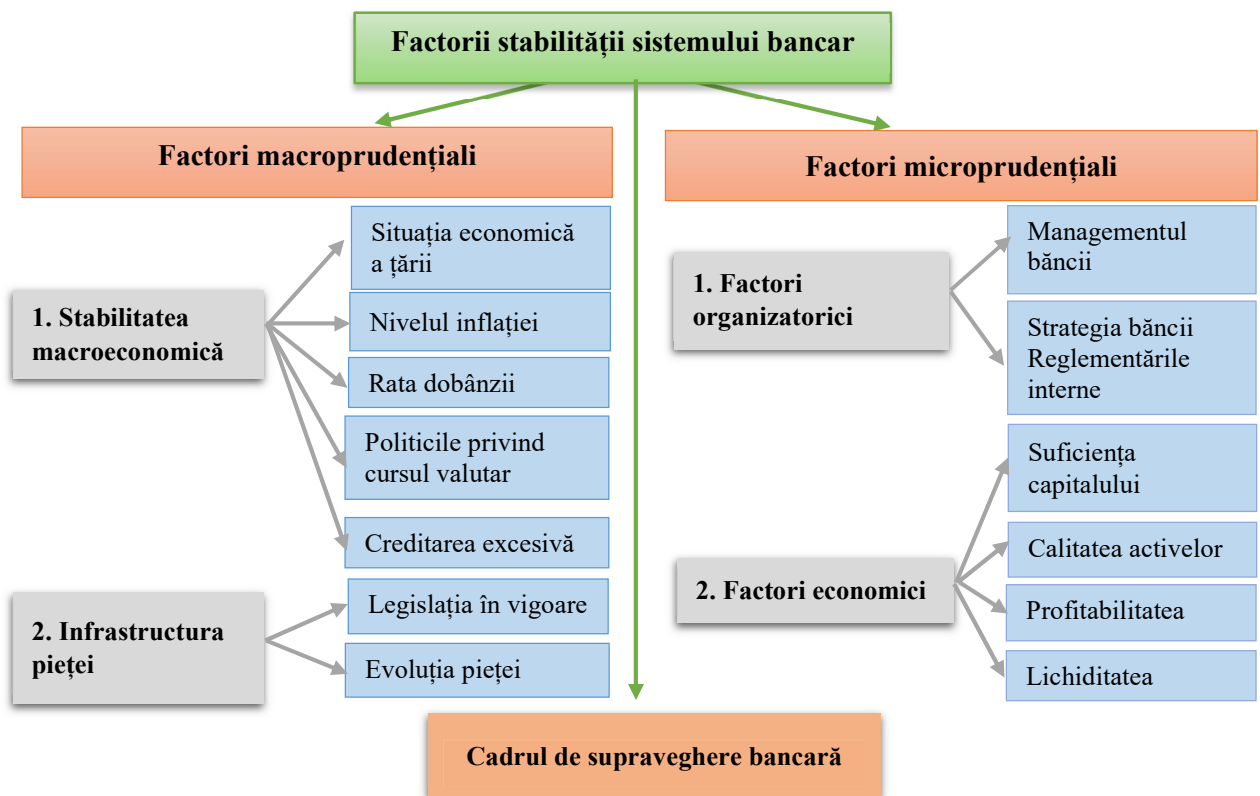 Factorii stabilității sistemului bancar
Factori macroprudențiali
1. Stabilitatea
macroeconomică
Situația economică
a țării
Nivelul inflației
Rata dobânzii
Politicile privind
cursul valutar
Creditarea excesivă
2. Infrastructura
pieței
Legislația în vigoare
Evoluția pieței
Factori microprudențiali
1. Factori
organizatorici
Managementul
băncii
Strategia băncii
Reglementările
interne
2. Factori economici
Suficiența
capitalului
Calitatea activelor
Profitabilitatea
Lichiditatea
Cadrul de supraveghere bancară